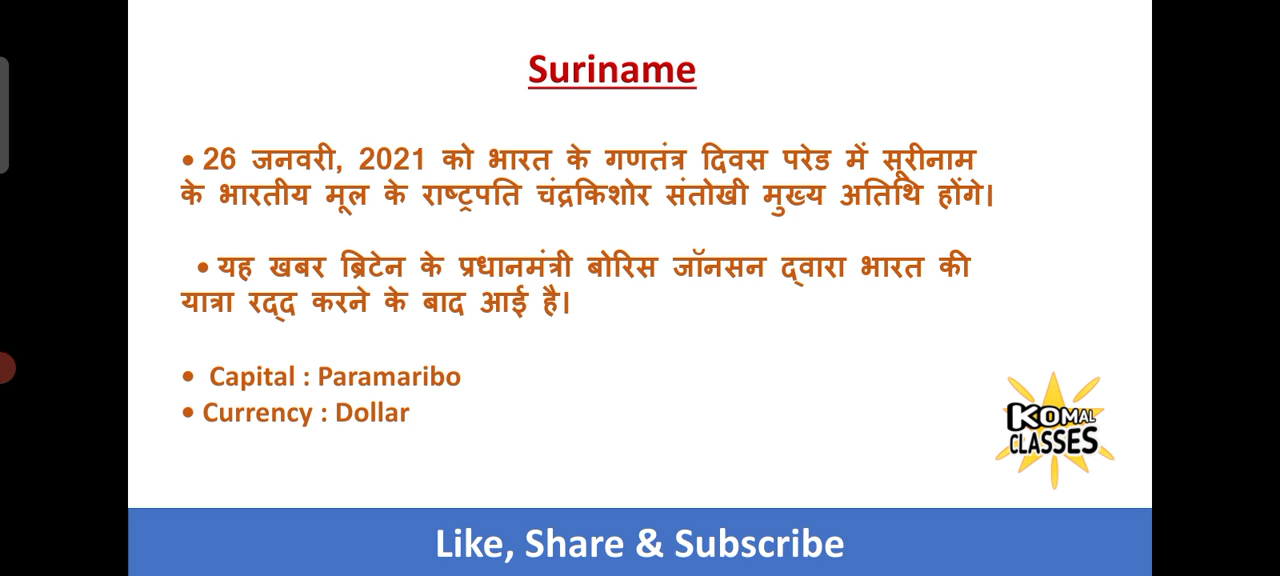 Suriname
• 26 जनवरी, 2021 को भारत के गणतंत्र दिवस परेड में सूरीनाम
के भारतीय मूल के राष्ट्रपति चंद्रकिशोर संतोखी मुख्य अतिथि होंगे।
• यह खबर ब्रिटेन के प्रधानमंत्री बोरिस जॉनसन द्वारा भारत की
यात्रा रद्द करने के बाद आई है।
• Capital : Paramaribo
• Currency : Dollar
KOMAL
CLASSES
Like, Share & Subscribe